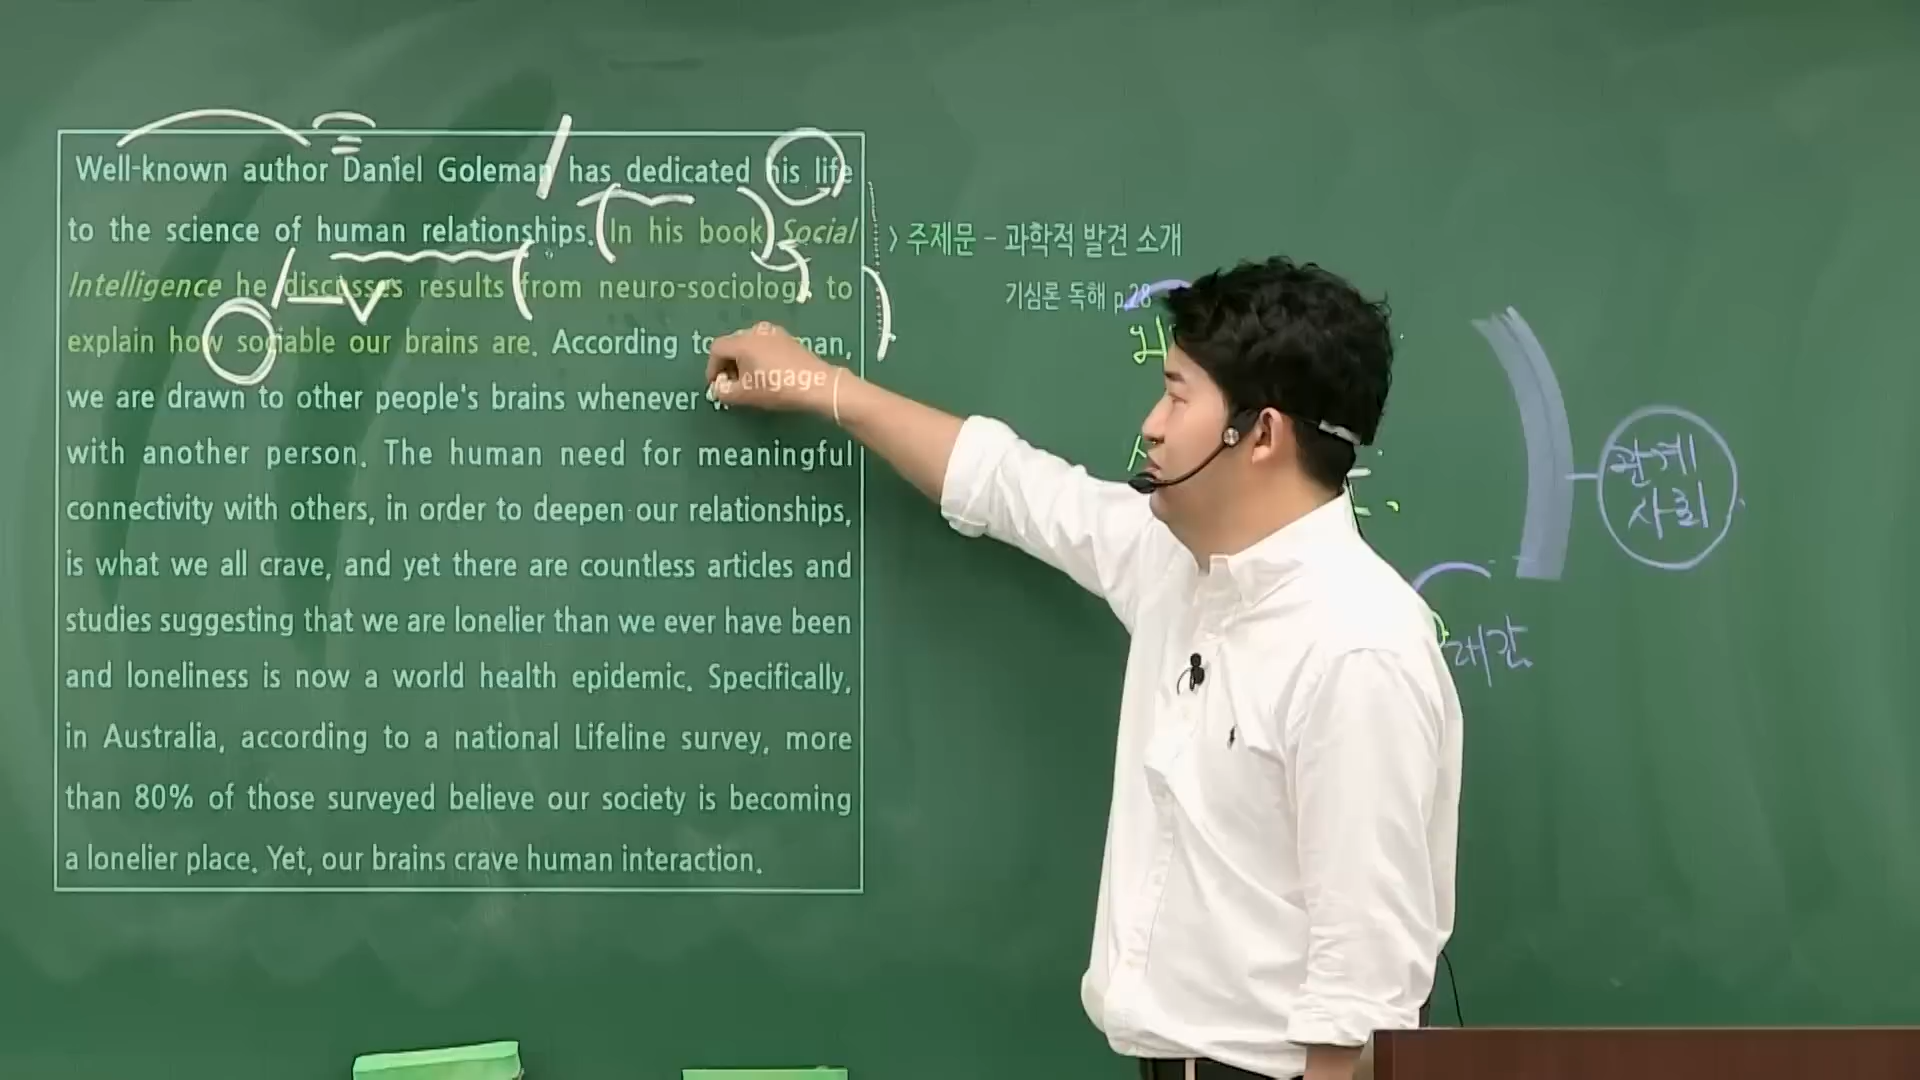 Well-known author Daniel Goleman has dedicated his life
to the science of human relationships. In his book Social
Intelligence he discusses results from neuro-sociology to
explain how sociable our brains are. According to man,
we are drawn to other people's brains whenever engage
with another person. The human need for meaningful
connectivity with others, in order to deepen our relationships,
is what we all crave, and yet there are countless articles and
studies suggesting that we are lonelier than we ever have been
and loneliness is now a world health epidemic. Specifically,
in Australia, according to a national Lifeline survey, more
than 80% of those surveyed believe our society is becoming
a lonelier place. Yet, our brains crave human interaction.
> 주제문 - 과학적 발견 소개
기심론 독해 p.28
관계
사회